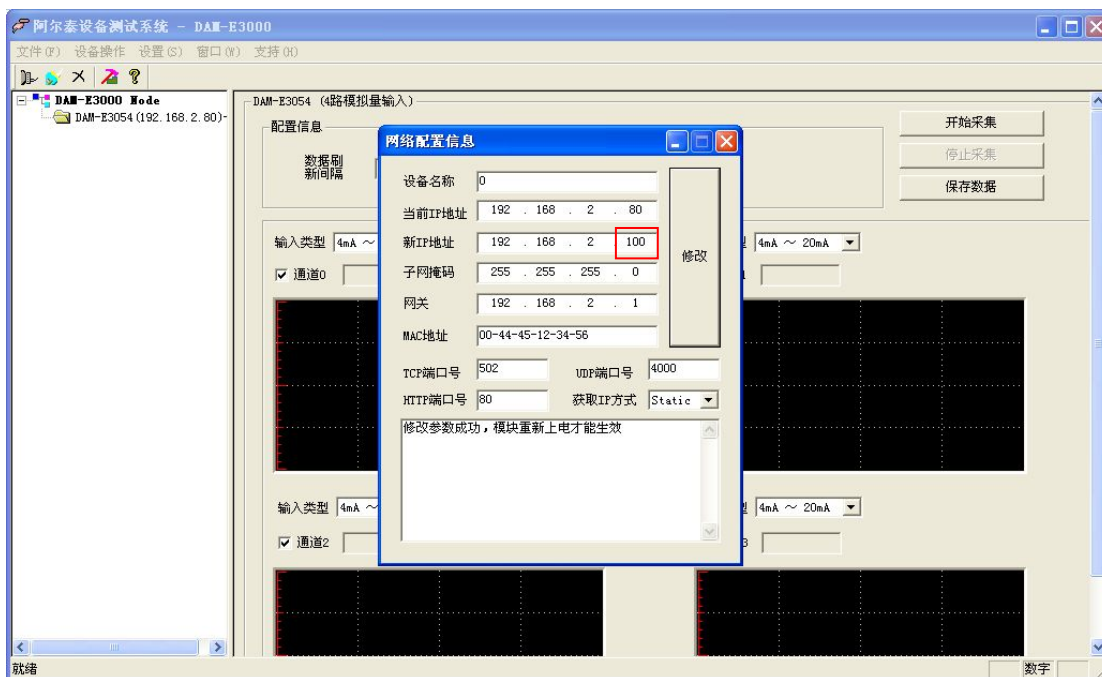 阿尔泰设备测试系统 - DAM-E3000
文件(F) 设备操作 设置(S) 窗口(W) 支持(H)
DAM-E3000 Node
DAM-E3054(192.168.2.80)-
DAM-E3054 (4路模拟量输入)
配置信息
数据刷
新间隔
开始采集
停止采集
保存数据
网络配置信息
设备名称 0
当前IP地址 192 . 168 . 2 . 80
新IP地址 192 . 168 . 2 . 100
子网掩码 255 . 255 . 255 . 0
网关 192 . 168 . 2 . 1
MAC地址 00-44-45-12-34-56
修改
TCP端口号 502 UDP端口号 4000
HTTP端口号 80 获取IP方式 Static
修改参数成功，模块重新上电才能生效
输入类型 4mA ～ 型 4mA ～ 20mA
通道0
输入类型 4mA ～ 型 4mA ～ 20mA
通道2 3
就绪 数字